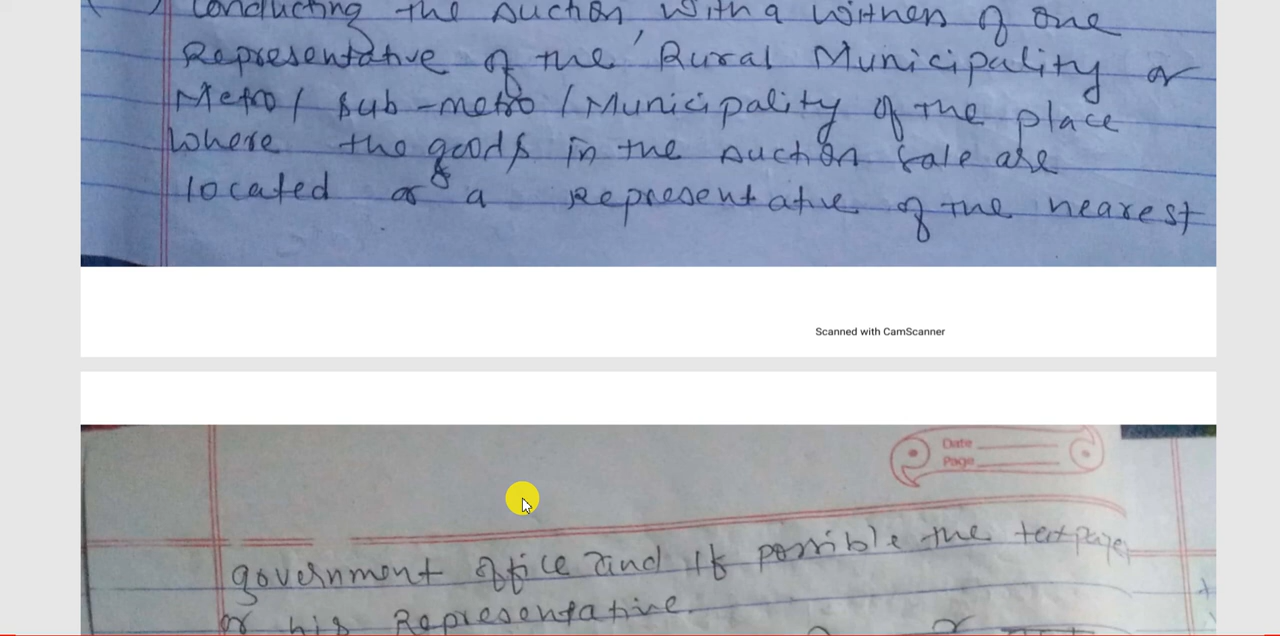 conducting the auction, with a witness of one
Representative of the Rural Municipality or
Metro / sub-metro / Municipality of the place
where the goods in the auction sale are
located or a representative of the nearest
Scanned with CamScanner
Date
Page
government office and if possible the taxpayer
or his Representative.